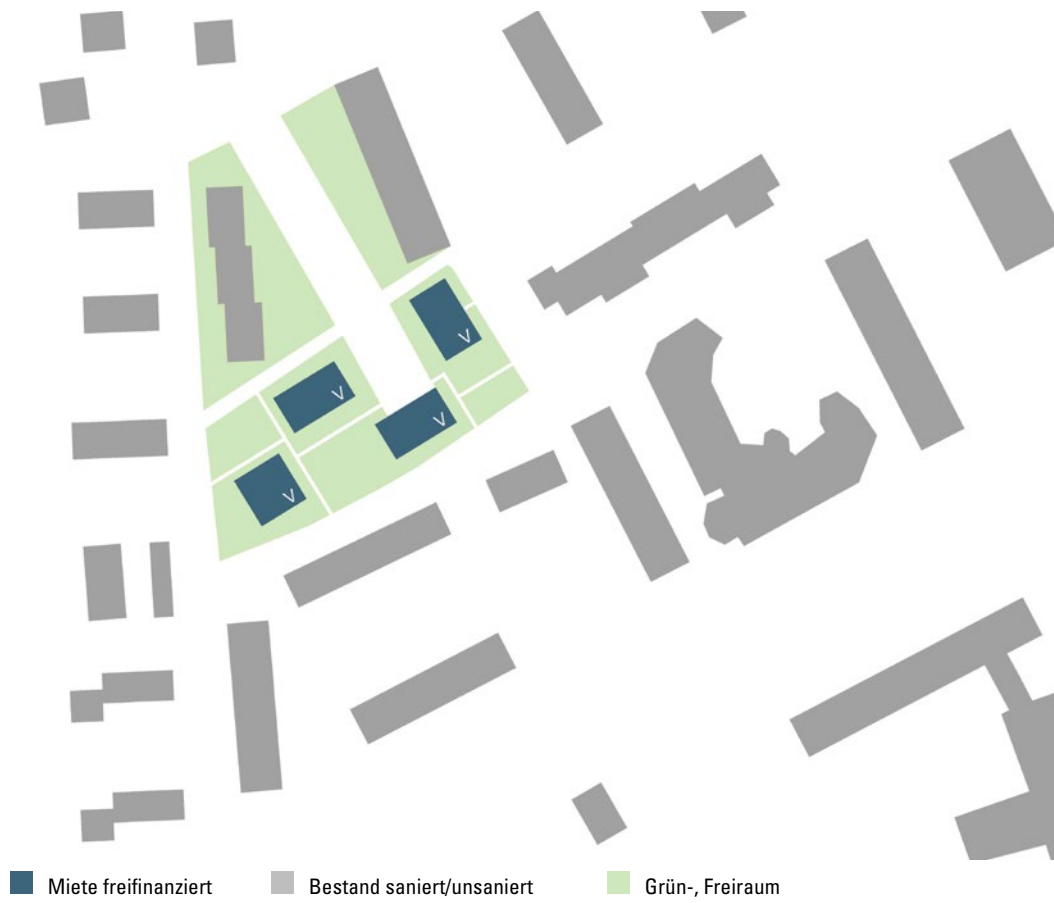 V
V
V
V
Miete freifinanziert
Bestand saniert/unsaniert
Grün-, Freiraum